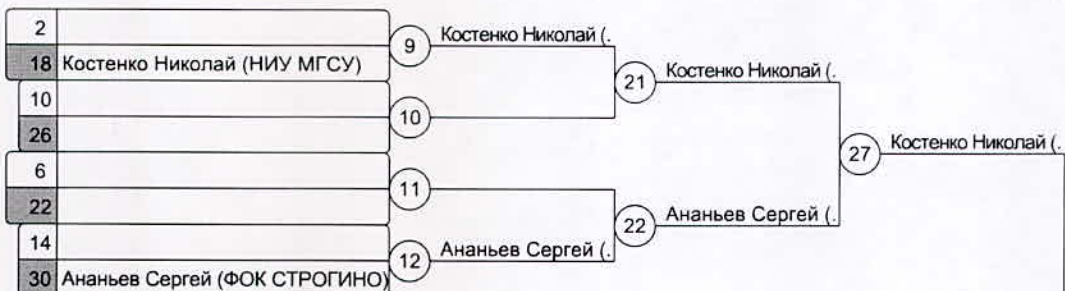 2
9 Костенко Николай (.
18 Костенко Николай (НИУ МГСУ)
21 Костенко Николай (.
10
10
26
27 Костенко Николай (.
6
11
22
22 Ананьев Сергей (.
14
12 Ананьев Сергей (.
30 Ананьев Сергей (ФОК СТРОГИНО)